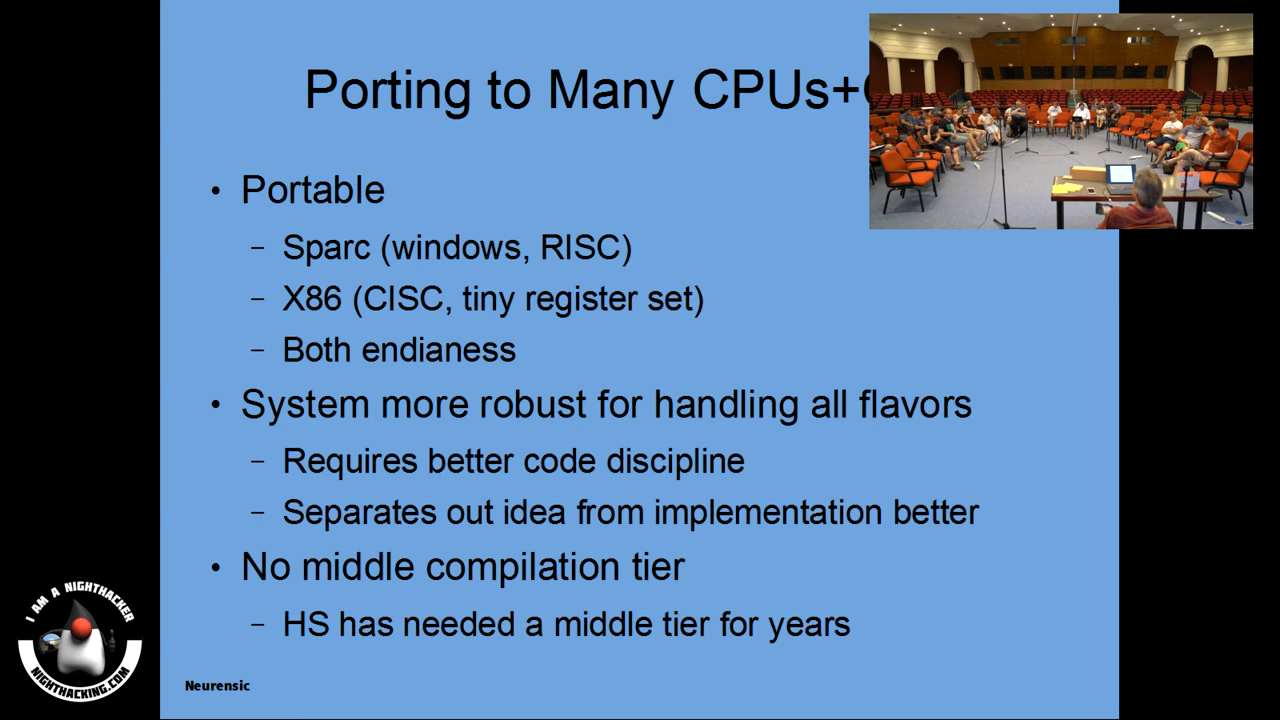 Porting to Many CPUs+
• Portable
– Sparc (windows, RISC)
– X86 (CISC, tiny register set)
– Both endianess
• System more robust for handling all flavors
– Requires better code discipline
– Separates out idea from implementation better
• No middle compilation tier
– HS has needed a middle tier for years
I AM A NIGHTHACKER
NIGHTHACKING.COM
Neurensic